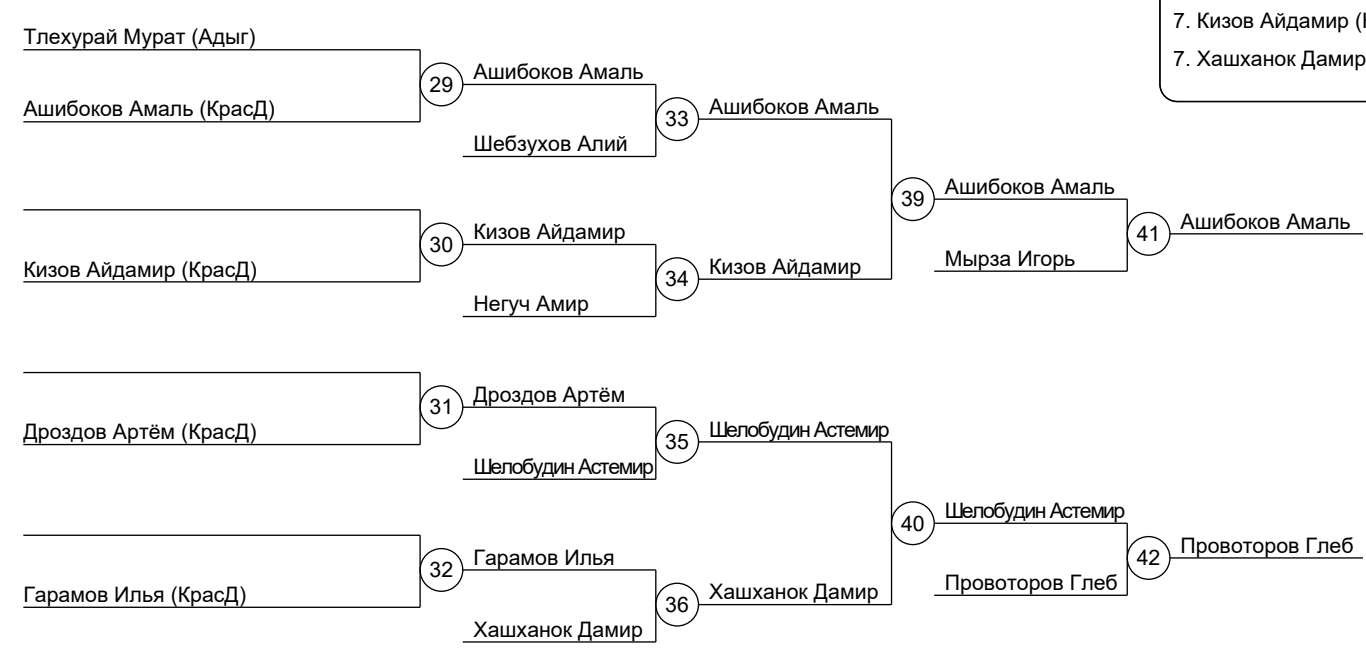 7. Кизов Айдамир (
7. Хашханок Дамир
Тлехурай Мурат (Адыг)
Ашибоков Амаль (КрасД)
29
Ашибоков Амаль
Шебзухов Алий
33
Ашибоков Амаль
Кизов Айдамир (КрасД)
30
Кизов Айдамир
Негуч Амир
34
Кизов Айдамир
39
Ашибоков Амаль
Мырза Игорь
41
Ашибоков Амаль
Дроздов Артём (КрасД)
31
Дроздов Артём
Шелобудин Астемир
35
Шелобудин Астемир
Гарамов Илья (КрасД)
32
Гарамов Илья
Хашханок Дамир
36
Хашханок Дамир
40
Шелобудин Астемир
Провоторов Глеб
42
Провоторов Глеб